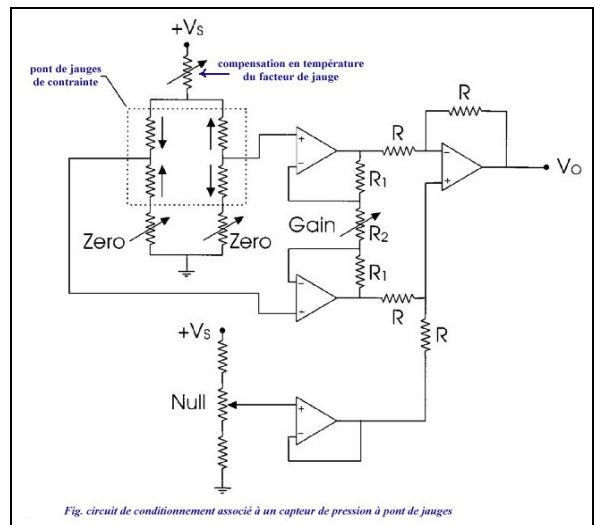 +Vs
compensation en température
du facteur de jauge
pont de jauges
de contrainte
R
R
R1
Gain
R2
R1
R
R
Vo
Zero
Zero
+Vs
Null
Fig. circuit de conditionnement associé à un capteur de pression à pont de jauges